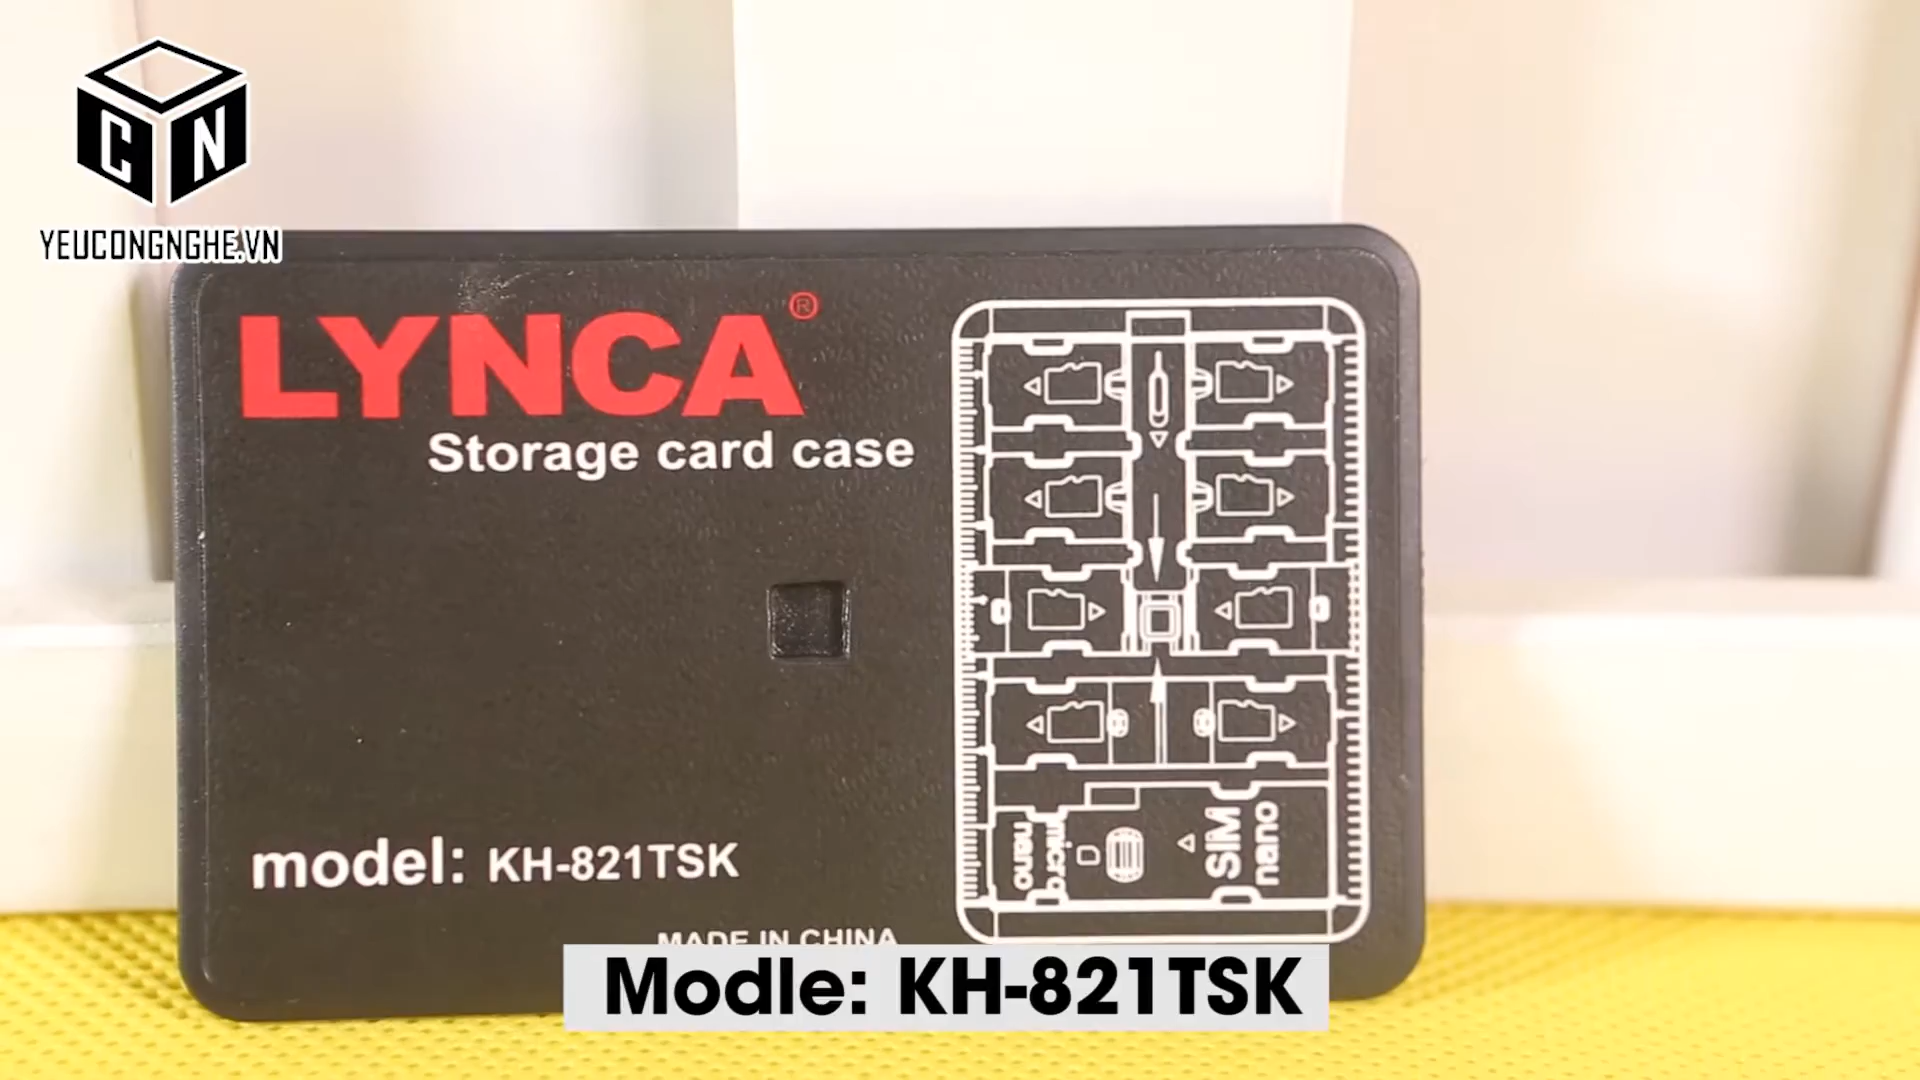 C N
YEUCONGNGHE.VN
LYNCA®
Storage card case
model: KH-821TSK
MADE IN CHINA
nano
micro
SIM
nano
Modle: KH-821TSK